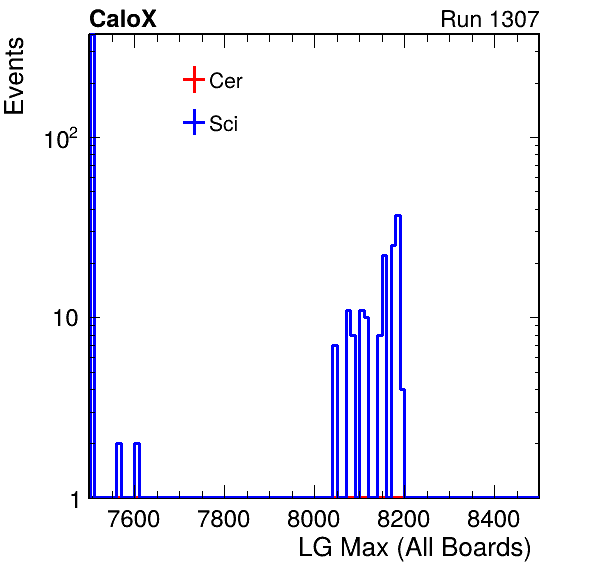 CaloX
Run 1307
Events
Cer
Sci
10²
10
1
7600 7800 8000 8200 8400
LG Max (All Boards)